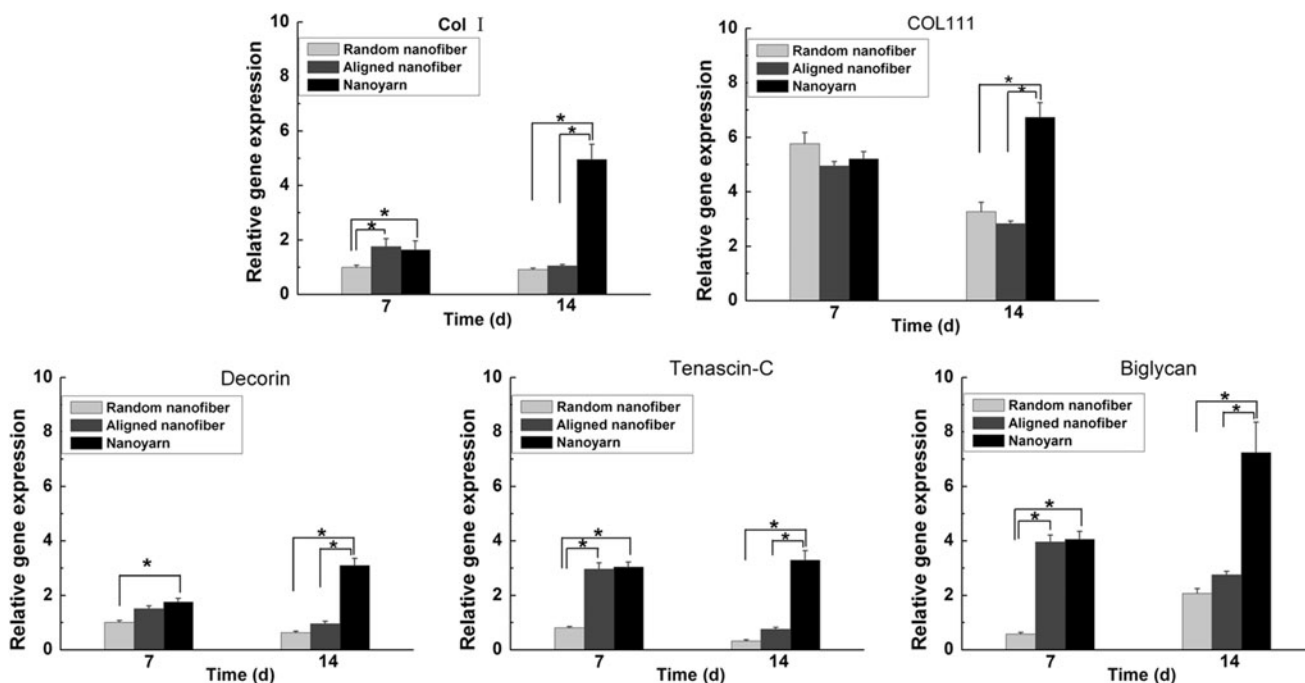 Col Ⅰ
Relative gene expression
10
8
6
4
2
0
Random nanofiber
Aligned nanofiber
Nanoyarn
* * * *
7 14
Time (d)
COL111
Relative gene expression
10
8
6
4
2
0
Random nanofiber
Aligned nanofiber
Nanoyarn
* *
7 14
Time (d)
Decorin
Relative gene expression
10
8
6
4
2
0
Random nanofiber
Aligned nanofiber
Nanoyarn
* * *
7 14
Time (d)
Tenascin-C
Relative gene expression
10
8
6
4
2
0
Random nanofiber
Aligned nanofiber
Nanoyarn
* * * *
7 14
Time (d)
Biglycan
Relative gene expression
10
8
6
4
2
0
Random nanofiber
Aligned nanofiber
Nanoyarn
* * * *
7 14
Time (d)